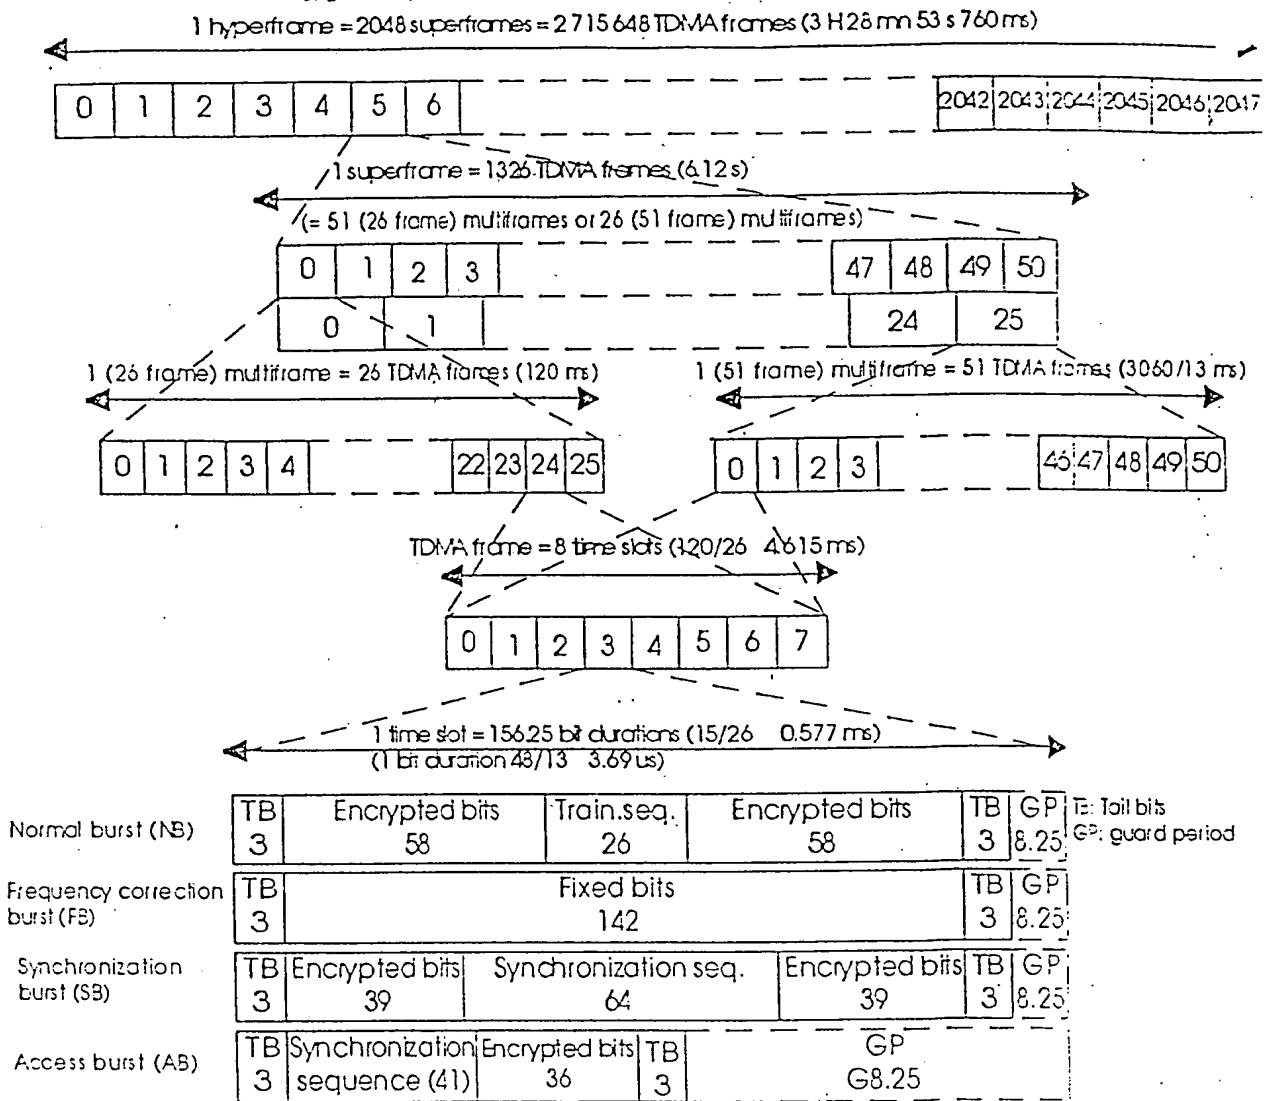 1 hyperframe = 2048 superframes = 2 715 648 TDMA frames (3 H 28 mn 53 s 760 ms)
0 1 2 3 4 5 6 2042 2043 2044 2045 2046 2047
1 superframe = 1326 TDMA frames (6.12 s)
(= 51 (26 frame) multiframes or 26 (51 frame) multiframes)
0 1 2 3 47 48 49 50
0 1 24 25
1 (26 frame) multiframe = 26 TDMA frames (120 ms)
1 (51 frame) multiframe = 51 TDMA frames (3060/13 ms)
0 1 2 3 4 22 23 24 25
0 1 2 3 46 47 48 49 50
TDMA frame = 8 time slots (120/26 4.615 ms)
0 1 2 3 4 5 6 7
1 time slot = 156.25 bit durations (15/26 0.577 ms)
(1 bit duration 48/13 3.69 us)
Normal burst (NB)
TB Encrypted bits Train.seq. Encrypted bits TB GP
3 58 26 58 3 8.25
TB: Tail bits
GP: guard period
Frequency correction
burst (FB)
TB Fixed bits TB GP
3 142 3 8.25
Synchronization
burst (SB)
TB Encrypted bits Synchronization seq. Encrypted bits TB GP
3 39 64 39 3 8.25
Access burst (AB)
TB Synchronization Encrypted bits TB GP
3 sequence (41) 36 3 G8.25